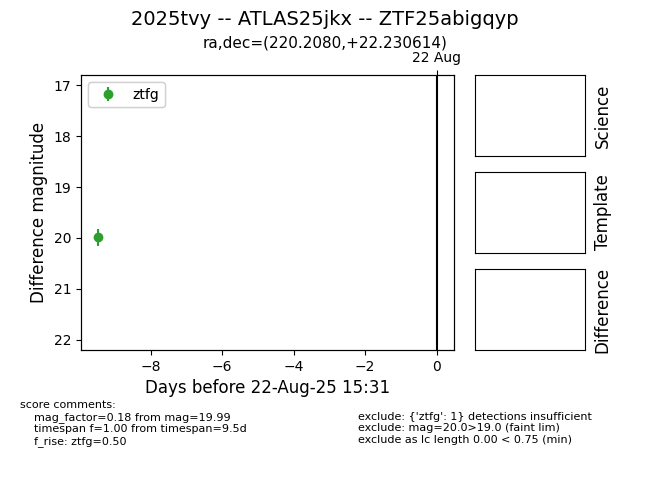 2025tvy -- ATLAS25jkx -- ZTF25abigqyp
ra,dec=(220.2080,+22.230614)
22 Aug
ztfg
17
18
19
20
21
22
Difference magnitude
−8
−6
−4
−2
0
Days before 22-Aug-25 15:31
Science
Template
Difference
score comments:
mag_factor=0.18 from mag=19.99
timespan f=1.00 from timespan=9.5d
f_rise: ztfg=0.50
exclude: {'ztfg': 1} detections insufficient
exclude: mag=20.0>19.0 (faint lim)
exclude as lc length 0.00 < 0.75 (min)